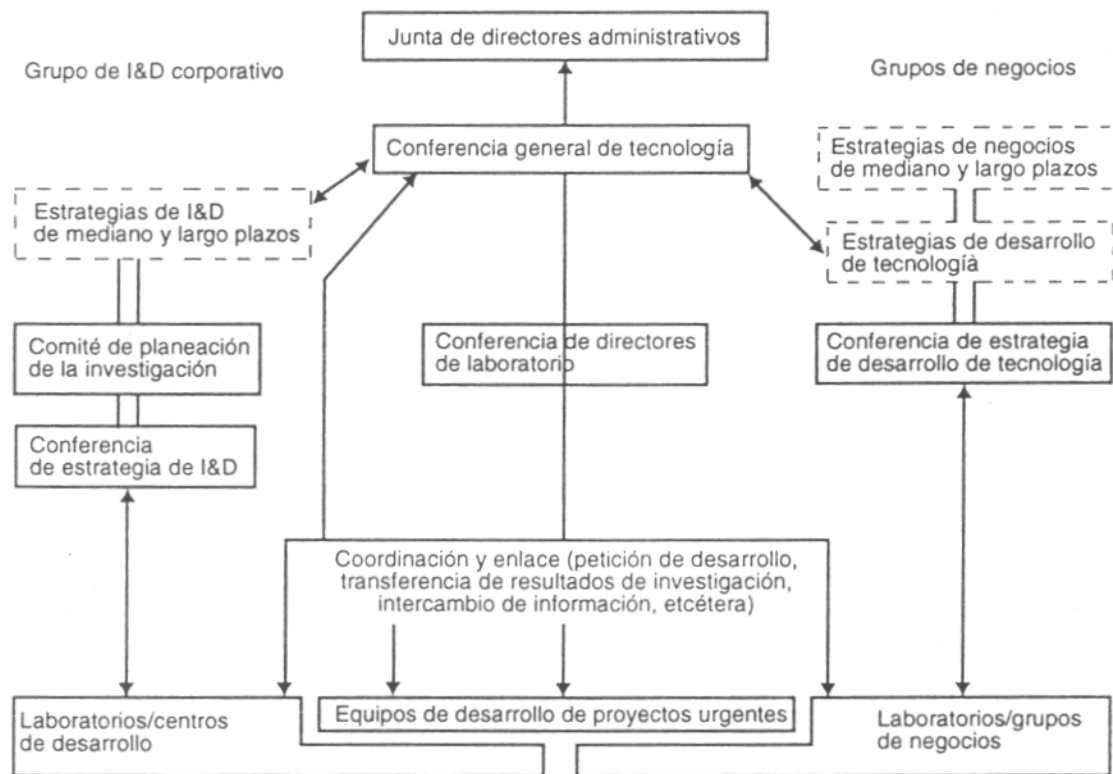 Junta de directores administrativos
Grupo de I&D corporativo
Grupos de negocios
Conferencia general de tecnología
Estrategias de negocios
de mediano y largo plazos
Estrategias de I&D
de mediano y largo plazos
Estrategias de desarrollo
de tecnologíà
Comité de planeación
de la investigación
Conferencia de directores
de laboratorio
Conferencia de estrategia
de desarrollo de tecnología
Conferencia
de estrategia de I&D
Coordinación y enlace (petición de desarrollo,
transferencia de resultados de investigación,
intercambio de información, etcétera)
Laboratorios/centros
de desarrollo
Equipos de desarrollo de proyectos urgentes
Laboratorios/grupos
de negocios